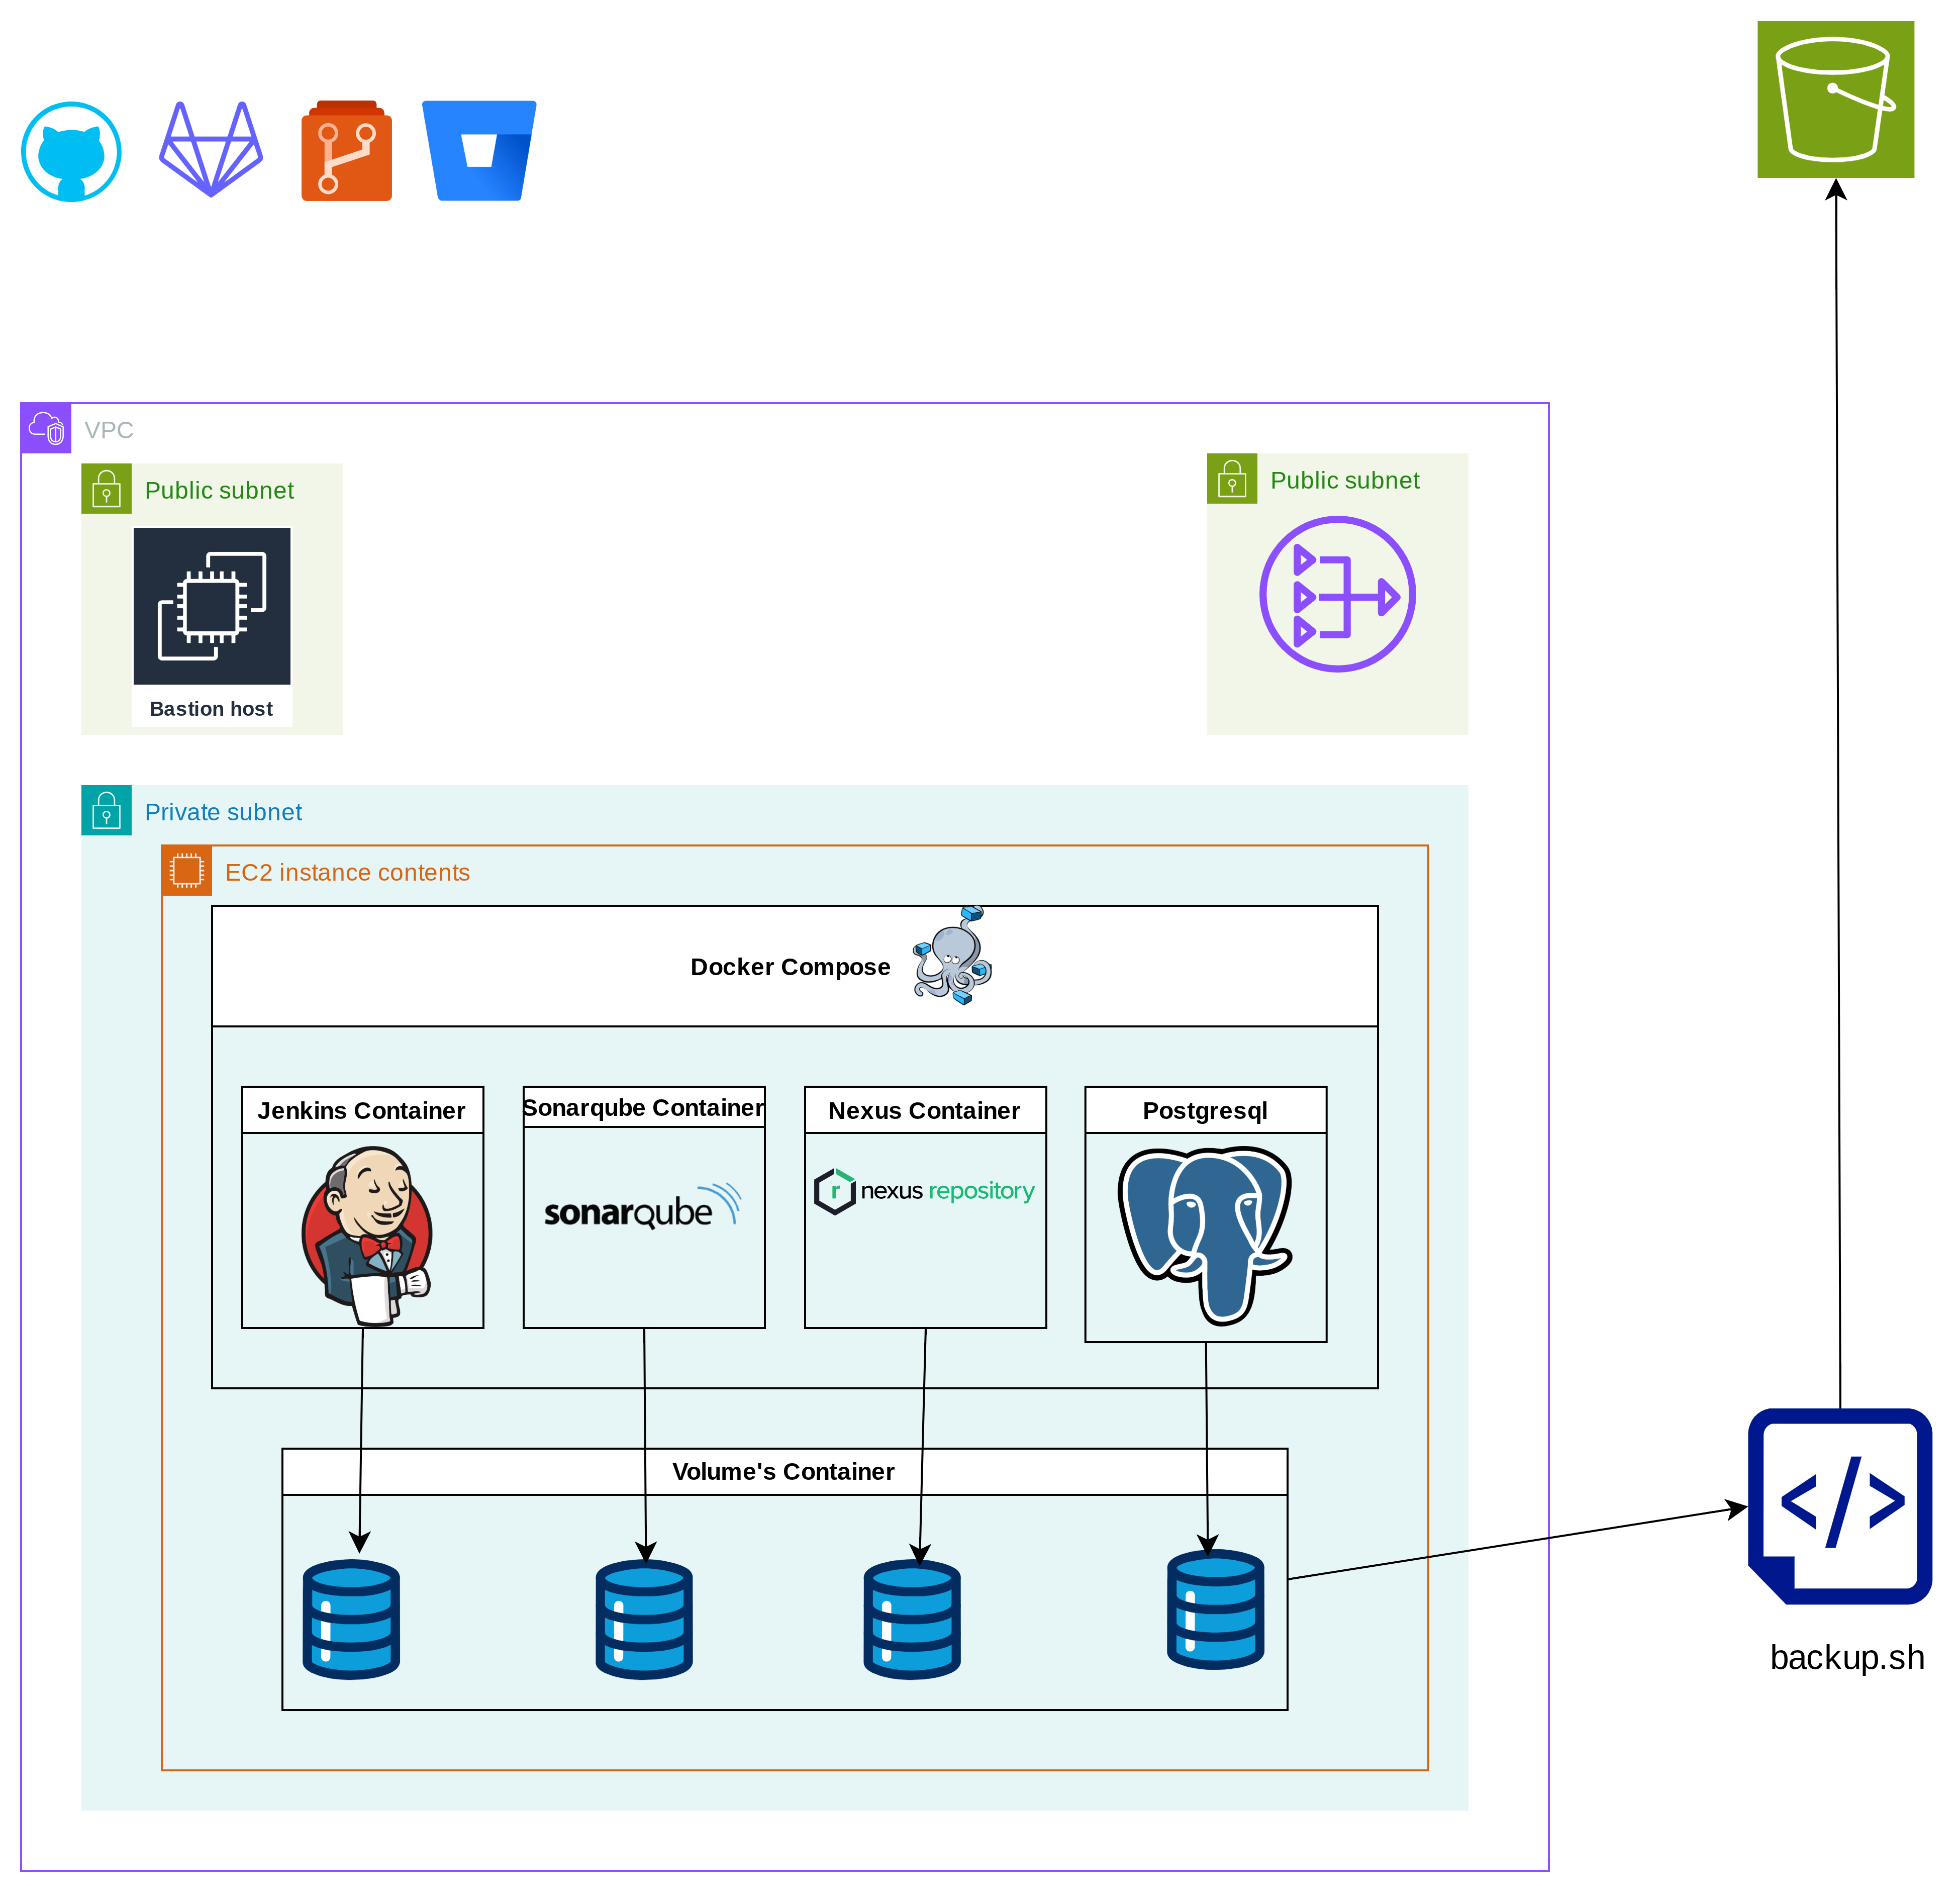 VPC
Public subnet
Public subnet
Bastion host
Private subnet
EC2 instance contents
Docker Compose
Jenkins Container
Sonarqube Container
Nexus Container
Postgresql
sonarqube
r nexus repository
Volume's Container
</> 
backup.sh